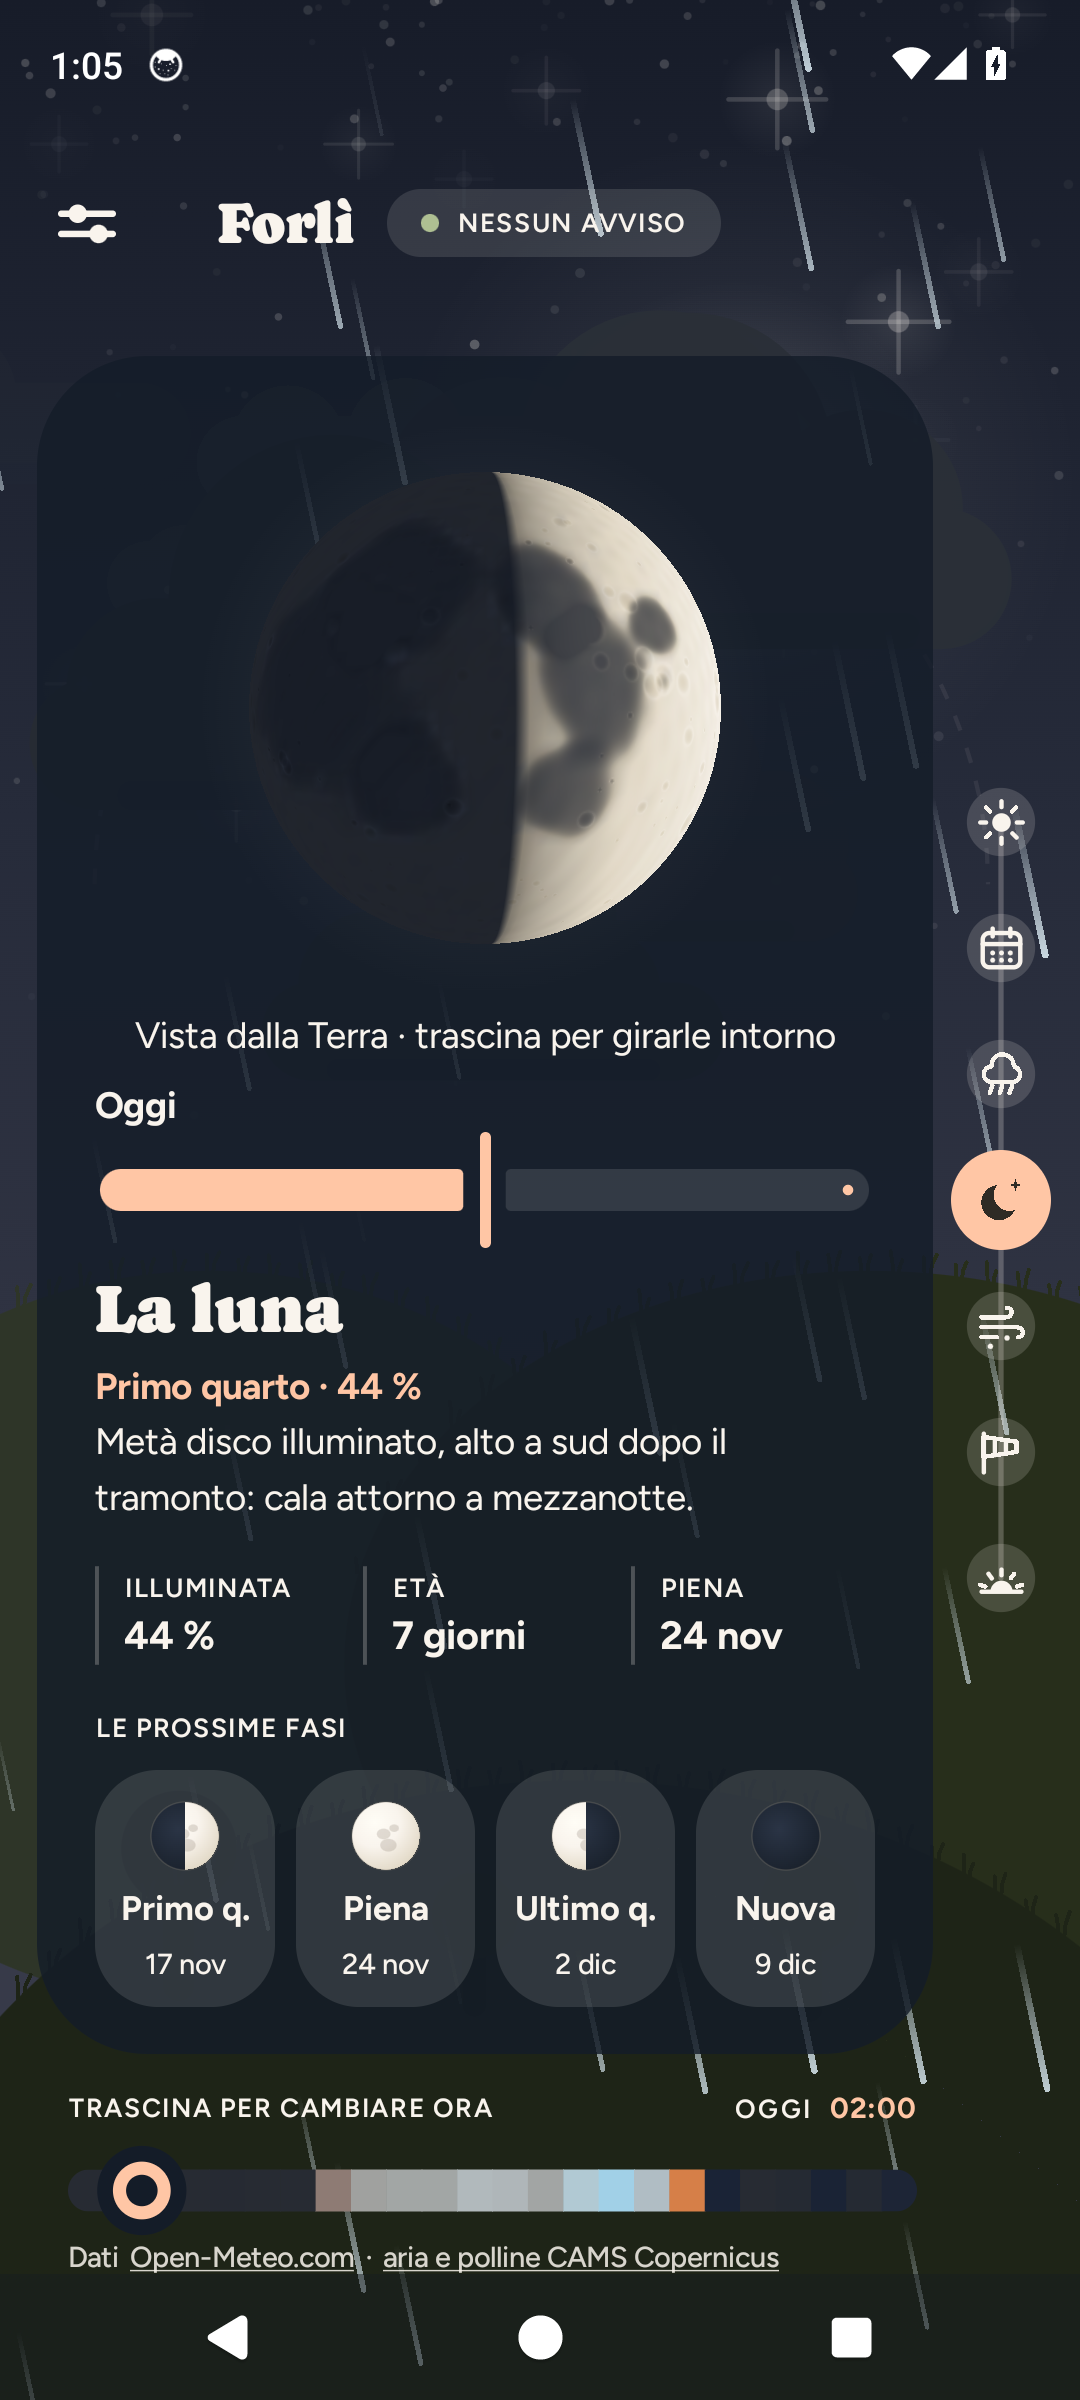 1:05
Forlì
NESSUN AVVISO
Vista dalla Terra · trascina per girarle intorno
Oggi
La luna
Primo quarto · 44 %
Metà disco illuminato, alto a sud dopo il
tramonto: cala attorno a mezzanotte.
ILLUMINATA ETÀ PIENA
44 % 7 giorni 24 nov
LE PROSSIME FASI
Primo q. Piena Ultimo q. Nuova
17 nov 24 nov 2 dic 9 dic
TRASCINA PER CAMBIARE ORA OGGI 02:00
Dati Open-Meteo.com · aria e polline CAMS Copernicus